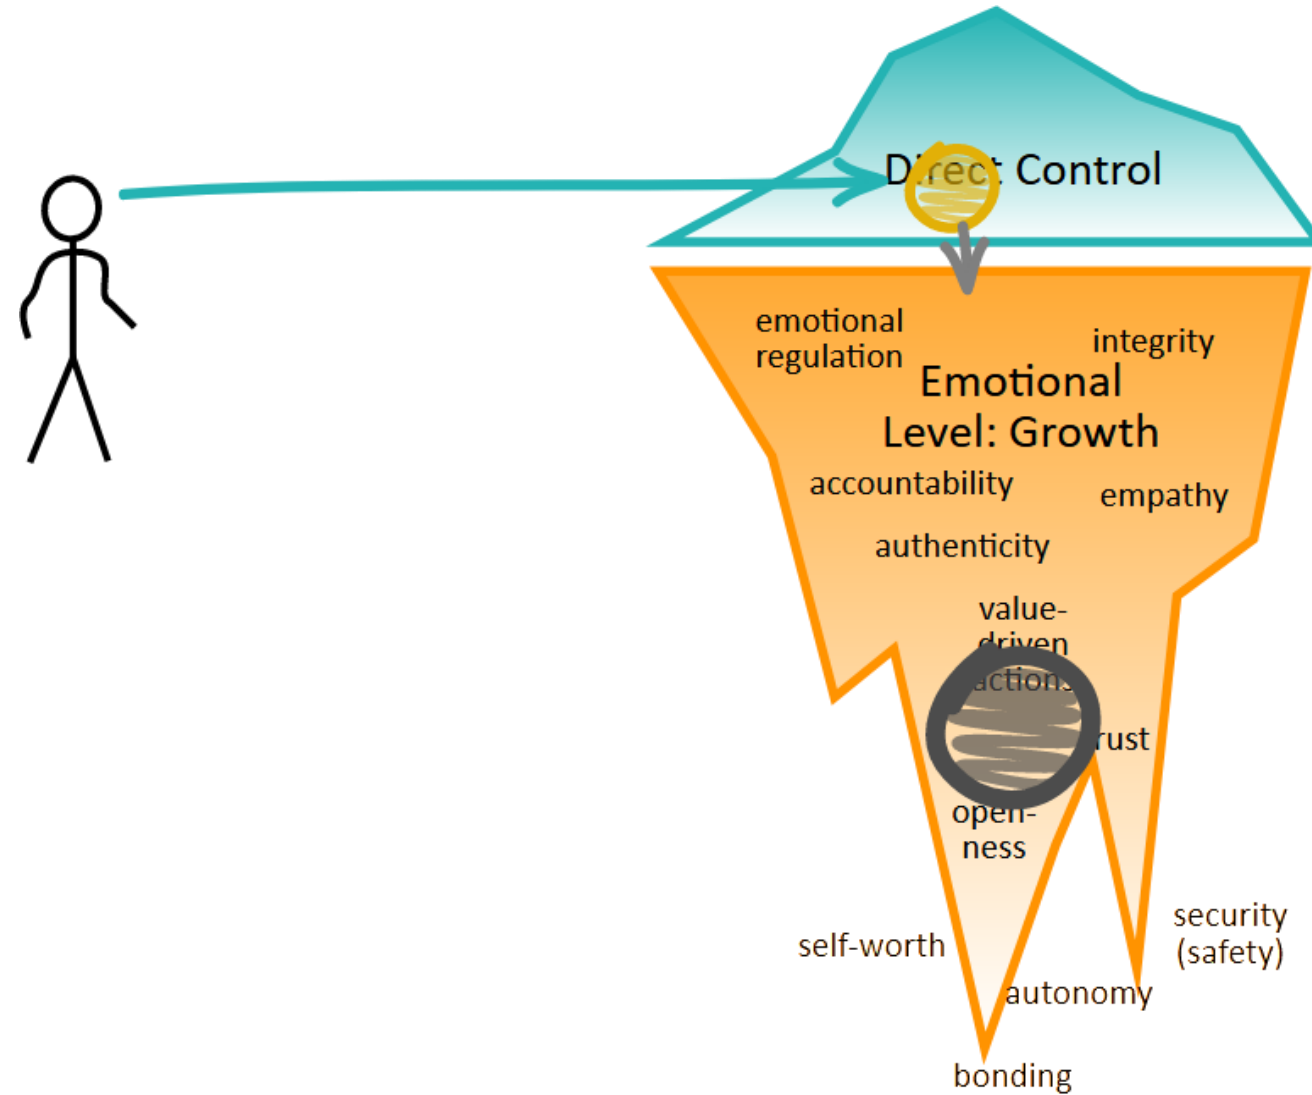 Direct Control
emotional
regulation
integrity
Emotional
Level: Growth
accountability
empathy
authenticity
value-
driven
actions
rust
open-
ness
self-worth
security
(safety)
autonomy
bonding